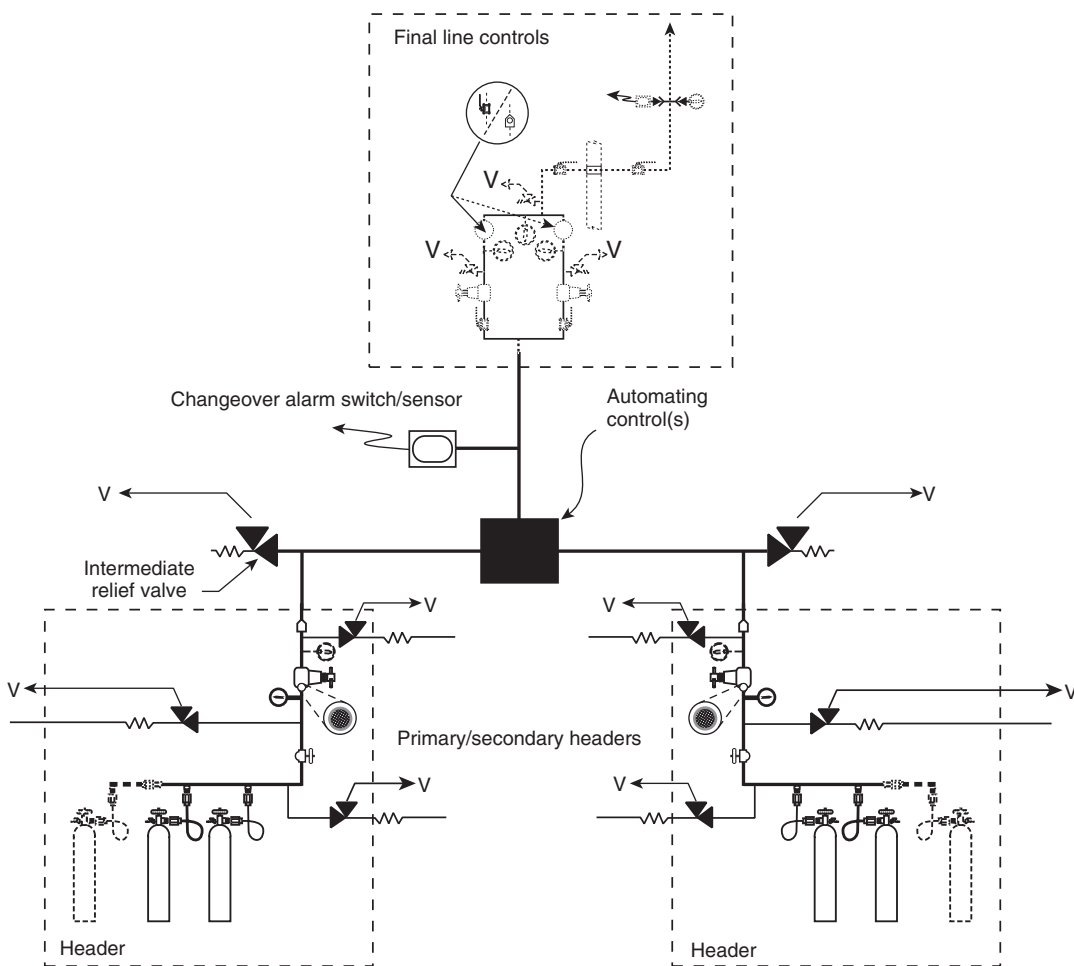 Final line controls
V
V
V
Changeover alarm switch/sensor
Automating
control(s)
V
V
Intermediate
relief valve
V
V
V
V
Primary/secondary headers
V
V
Header
Header